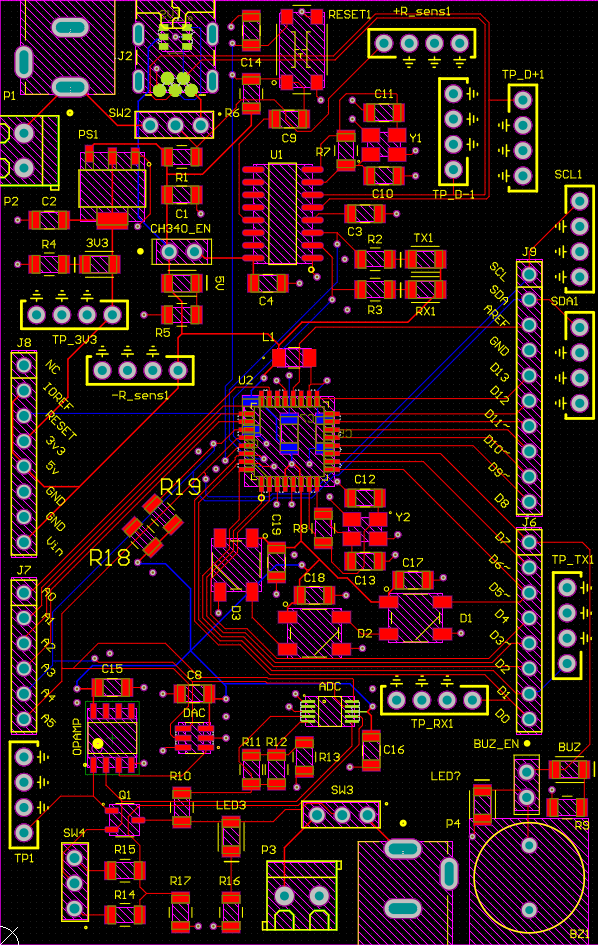 RESET1
+R_sens1
J2
C14
P1
SW2
R6
C9
C11
TP_D+1
PS1
U1
R7
Y1
P2
C2
R1
C1
C10
TP_D-1
SCL1
C3
CH340_EN
R4
3V3
R2
TX1
J9
5V
C4
R3
RX1
SCL
SDA
SDA1
AREF
TP_3V3
R5
L1
GND
J8
NC
IOREF
RESET
3v3
5v
GND
GND
Vin
-R_sens1
U2
D13
D12
D11~
D10~
D9~
D8
R19
R18
C12
Y2
R8
C19
C13
J6
D7
D6~
D5~
D4
D3~
D2
D1
D0
TP_TX1
J7
A0
A1
A2
A3
A4
A5
D3
C18
C17
D2
D1
C15
C8
ADC
DAC
OPAMP
TP_RX1
R11
R12
R13
C16
BUZ_EN
BUZ
LED?
R10
Q1
LED3
SW3
R9
SW4
P4
TP1
R15
P3
R17
R16
R14
BZ1